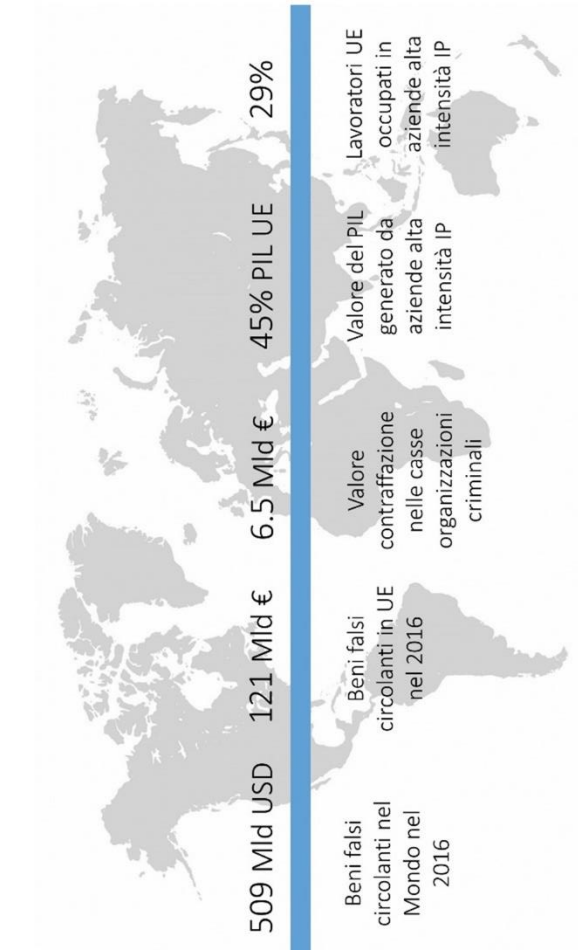 509 Mld USD
121 Mld €
6.5 Mld €
45% PIL UE
29%
Beni falsi
circolanti nel
Mondo nel
2016
Beni falsi
circolanti in UE
nel 2016
Valore
contraffazione
nelle casse
organizzazioni
criminali
Valore del PIL
generato da
aziende alta
intensità IP
Lavoratori UE
occupati in
aziende alta
intensità IP